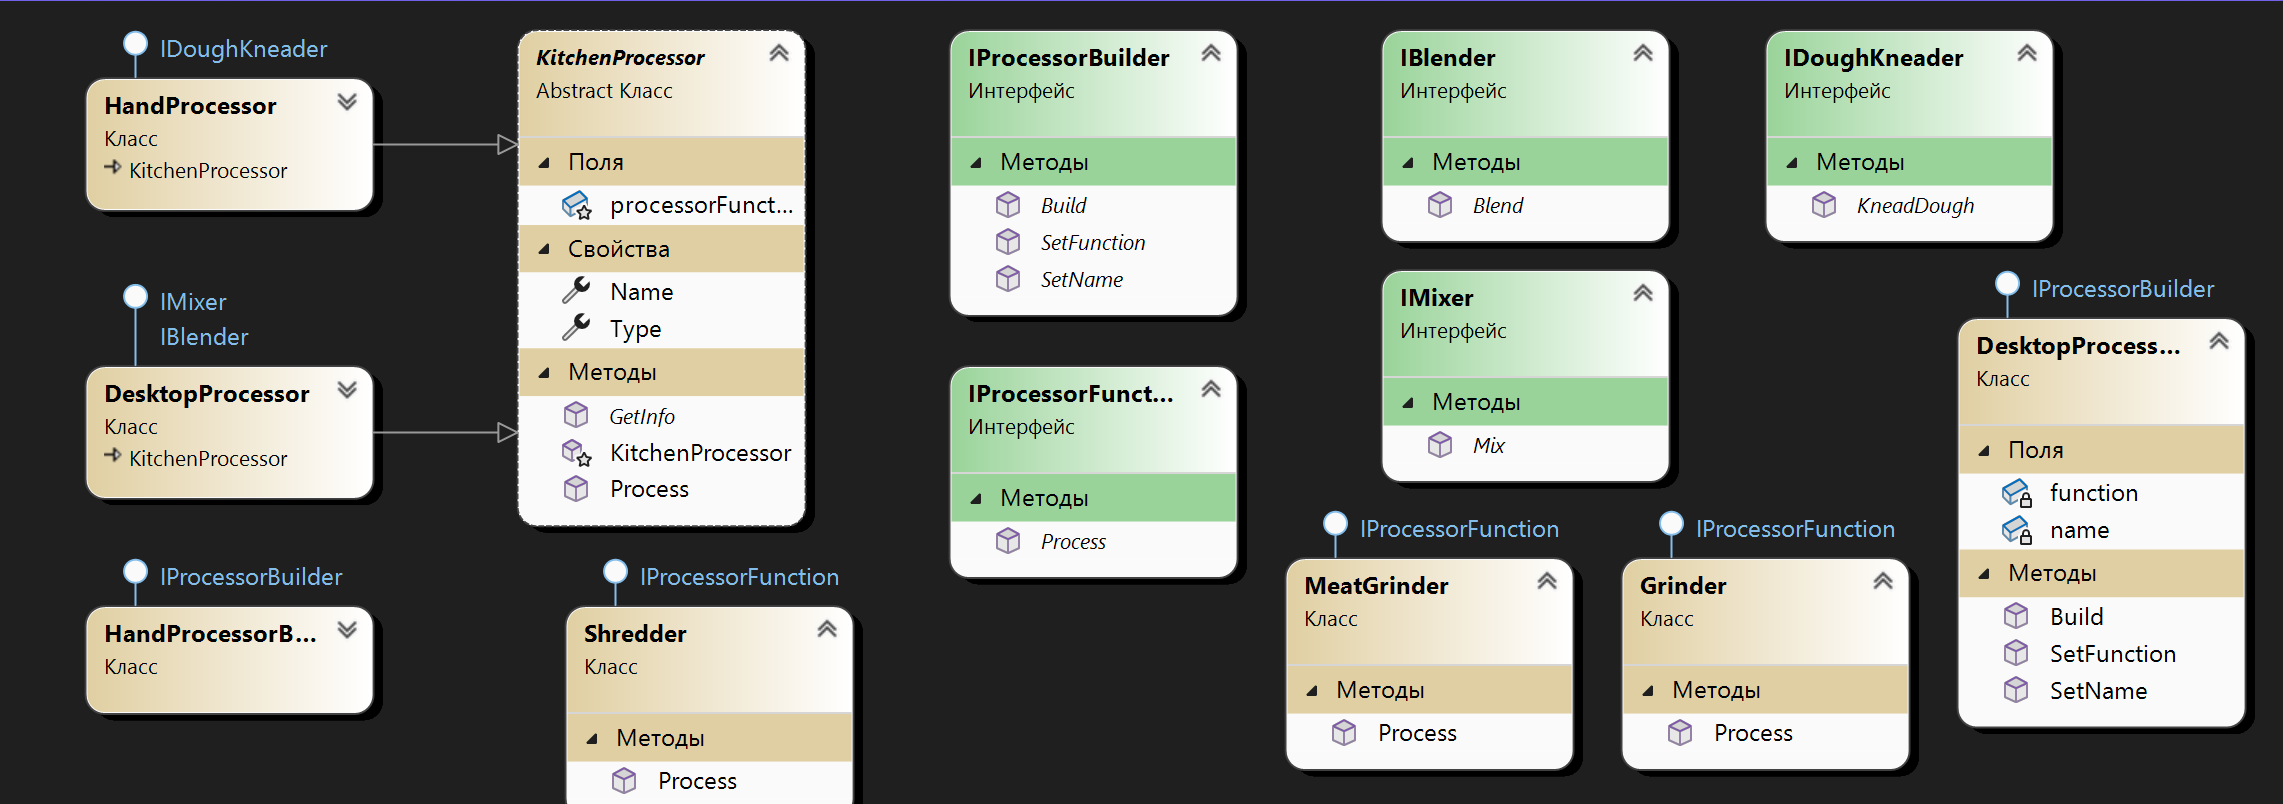 IDoughKneader
HandProcessor
Класс
KitchenProcessor
IMixer
IBlender
DesktopProcessor
Класс
KitchenProcessor
IProcessorBuilder
HandProcessorB...
Класс
KitchenProcessor
Abstract Класс
Поля
processorFunct...
Свойства
Name
Type
Методы
GetInfo
KitchenProcessor
Process
IProcessorFunction
Shredder
Класс
Методы
Process
IProcessorBuilder
Интерфейс
Методы
Build
SetFunction
SetName
IProcessorFunct...
Интерфейс
Методы
Process
IBlender
Интерфейс
Методы
Blend
IMixer
Интерфейс
Методы
Mix
IProcessorFunction
MeatGrinder
Класс
Методы
Process
IProcessorFunction
Grinder
Класс
Методы
Process
IDoughKneader
Интерфейс
Методы
KneadDough
IProcessorBuilder
DesktopProcess...
Класс
Поля
function
name
Методы
Build
SetFunction
SetName